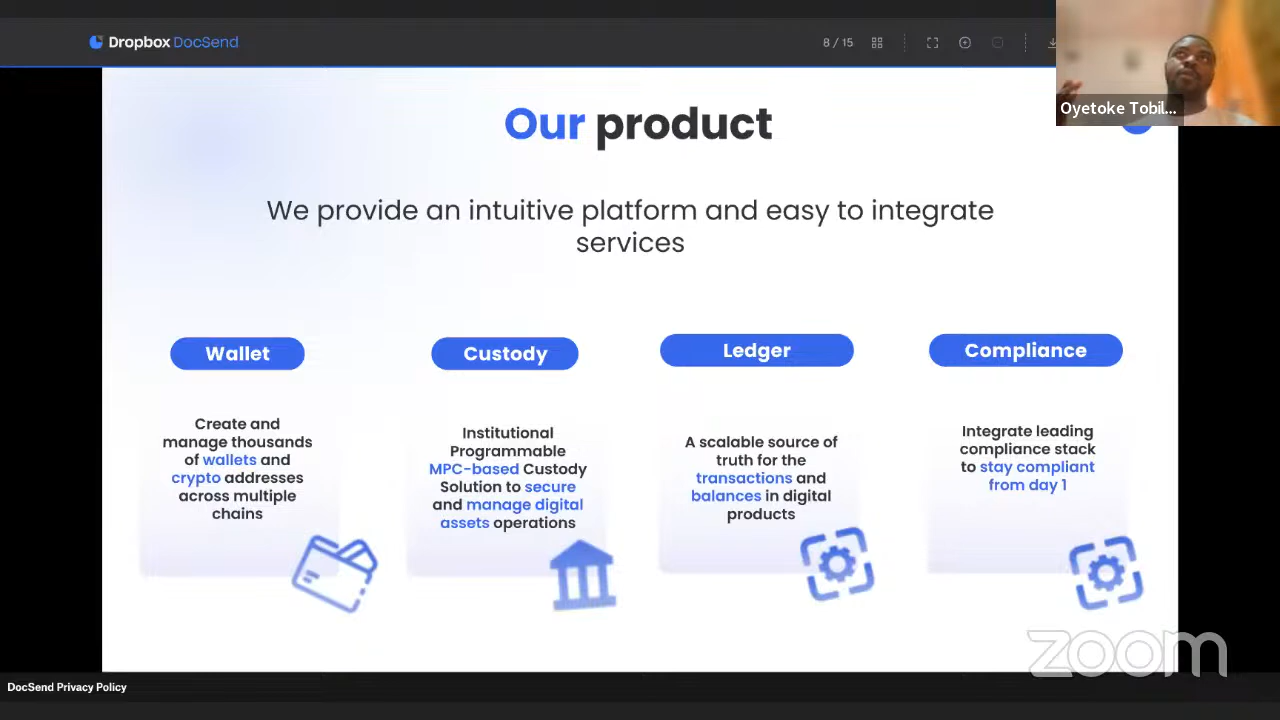 Dropbox DocSend
8 / 15
Oyetoke Tobil...
Our product
We provide an intuitive platform and easy to integrate
services
Wallet
Custody
Ledger
Compliance
Create and
manage thousands
of wallets and
crypto addresses
across multiple
chains
Institutional
Programmable
MPC-based Custody
Solution to secure
and manage digital
assets operations
A scalable source of
truth for the
transactions and
balances in digital
products
Integrate leading
compliance stack
to stay compliant
from day 1
zoom
DocSend Privacy Policy